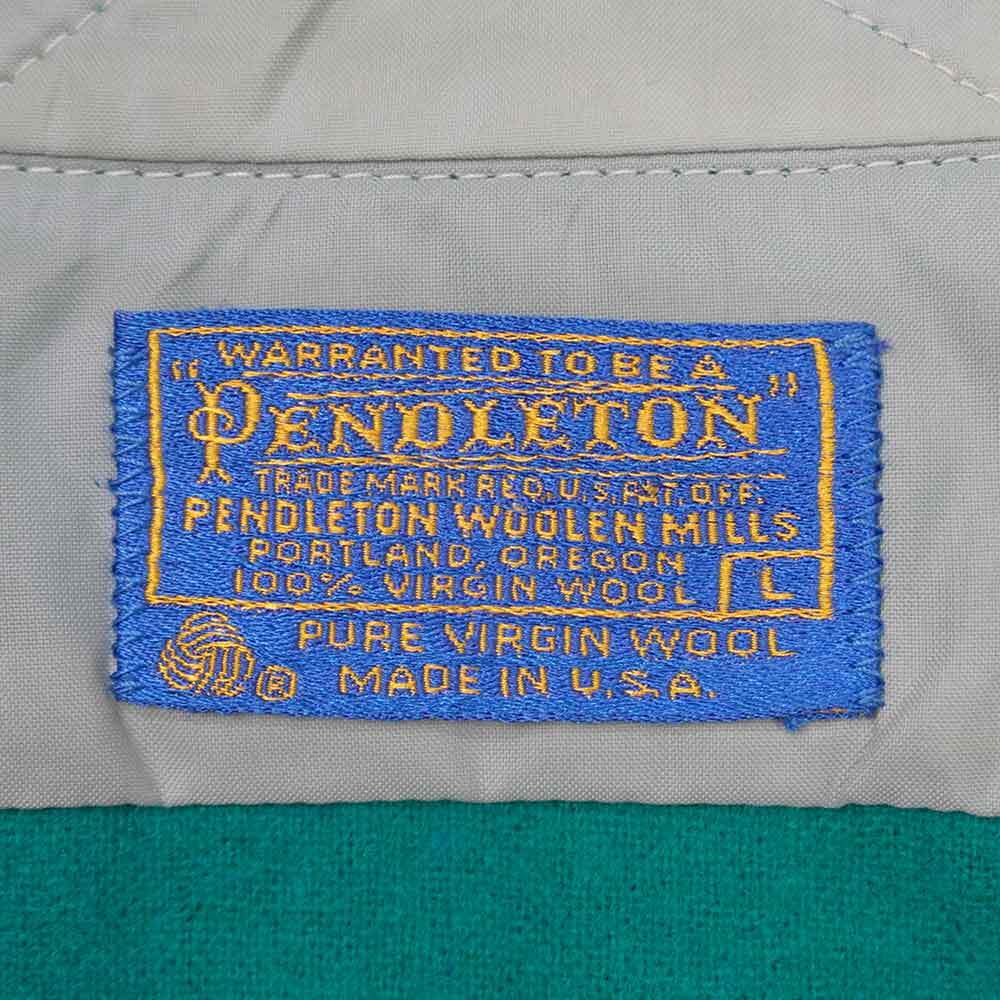 WARRANTED TO BE A
"PENDLETON"
TRADE MARK REG. U.S. PAT. OFF.
PENDLETON WOOLEN MILLS
PORTLAND, OREGON
100% VIRGIN WOOL L
PURE VIRGIN WOOL
® MADE IN U.S.A.